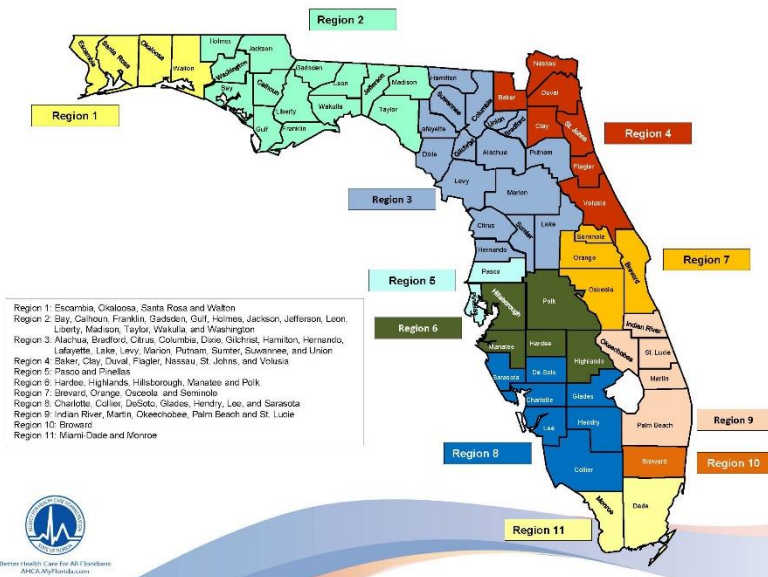 Region 2
Holmes
Jackson
Escambia
Santa Rosa
Okaloosa
Walton
Washington
Bay
Calhoun
Gulf
Liberty
Franklin
Gadsden
Leon
Wakulla
Jefferson
Madison
Taylor
Region 1
Hamilton
Suwannee
Columbia
Lafayette
Dixie
Gilchrist
Union
Bradford
Alachua
Putnam
Levy
Marion
Citrus
Sumter
Lake
Hernando
Region 3
Nassau
Baker
Duval
Clay
St. Johns
Flagler
Volusia
Region 4
Seminole
Orange
Osceola
Brevard
Region 7
Pasco
Region 5
Hillsborough
Polk
Manatee
Hardee
Highlands
Region 6
Indian River
Okeechobee
St. Lucie
Martin
Palm Beach
Region 9
Sarasota
De Soto
Charlotte
Glades
Lee
Hendry
Collier
Region 8
Broward
Region 10
Monroe
Dade
Region 11
Region 1: Escambia, Okaloosa, Santa Rosa and Walton
Region 2: Bay, Calhoun, Franklin, Gadsden, Gulf, Holmes, Jackson, Jefferson, Leon,
Liberty, Madison, Taylor, Wakulla, and Washington
Region 3: Alachua, Bradford, Citrus, Columbia, Dixie, Gilchrist, Hamilton, Hernando,
Lafayette, Lake, Levy, Marion, Putnam, Sumter, Suwannee, and Union
Region 4: Baker, Clay, Duval, Flagler, Nassau, St. Johns, and Volusia
Region 5: Pasco and Pinellas
Region 6: Hardee, Highlands, Hillsborough, Manatee and Polk
Region 7: Brevard, Orange, Osceola and Seminole
Region 8: Charlotte, Collier, DeSoto, Glades, Hendry, Lee, and Sarasota
Region 9: Indian River, Martin, Okeechobee, Palm Beach and St. Lucie
Region 10: Broward
Region 11: Miami-Dade and Monroe
AGENCY FOR HEALTH CARE ADMINISTRATION
STATE OF FLORIDA
Better Health Care for All Floridians
AHCA.MyFlorida.com